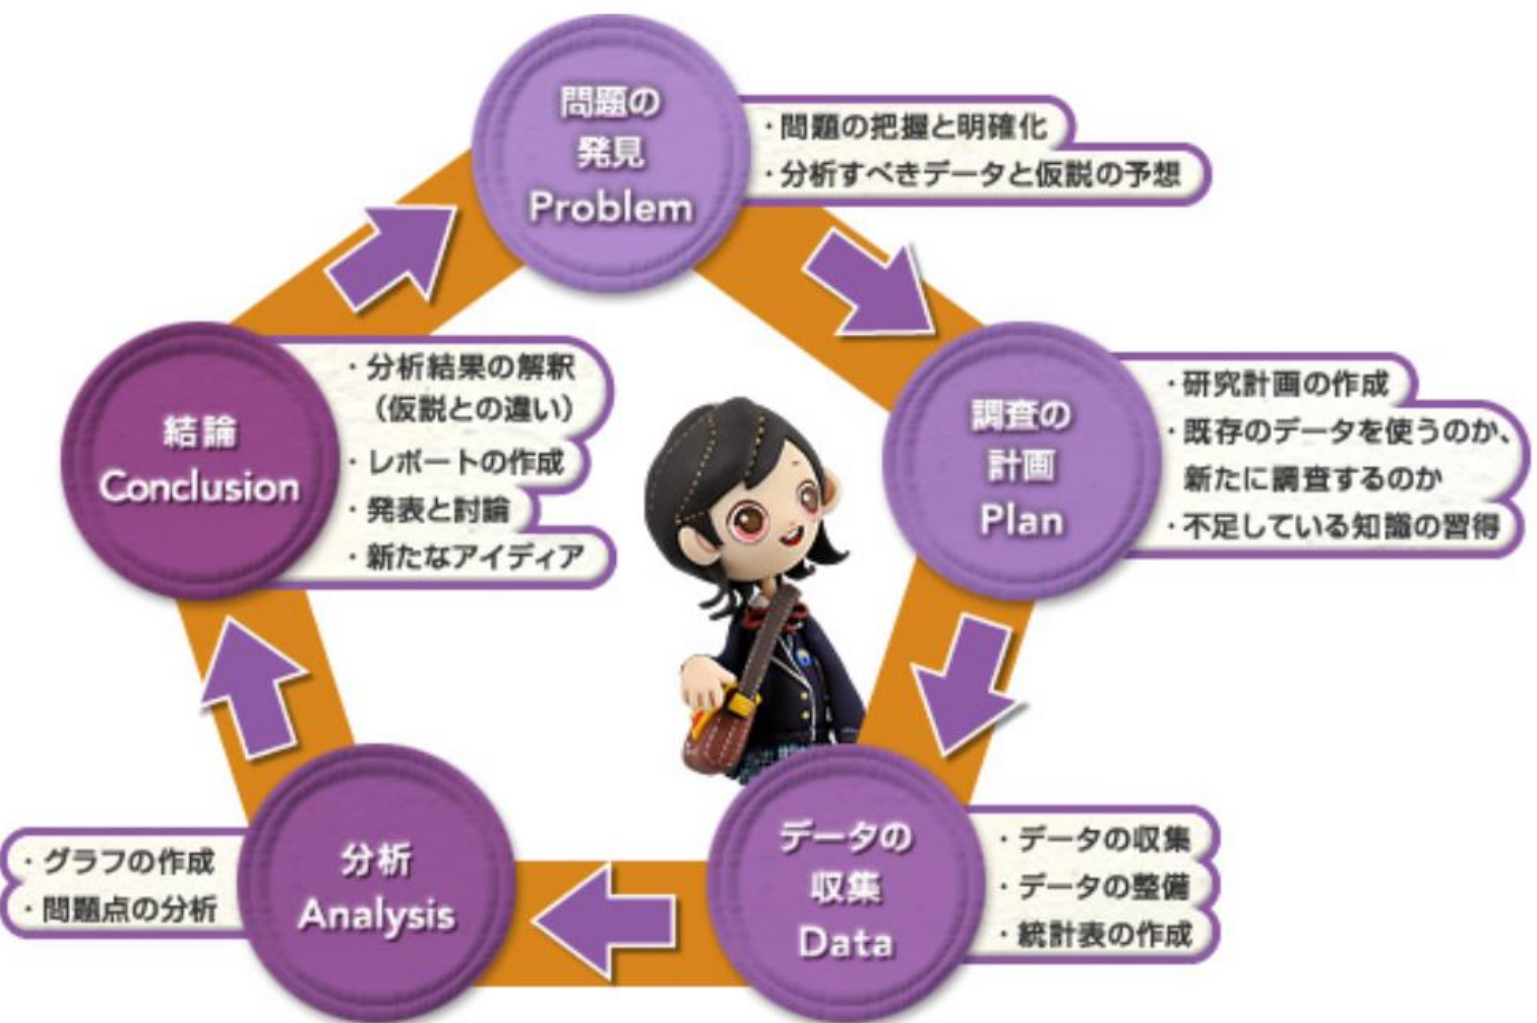 問題の
発見
Problem
・問題の把握と明確化
・分析すべきデータと仮説の予想
調査の
計画
Plan
・研究計画の作成
・既存のデータを使うのか、
新たに調査するのか
・不足している知識の習得
データの
収集
Data
・データの収集
・データの整備
・統計表の作成
分析
Analysis
・グラフの作成
・問題点の分析
結論
Conclusion
・分析結果の解釈
（仮説との違い）
・レポートの作成
・発表と討論
・新たなアイディア